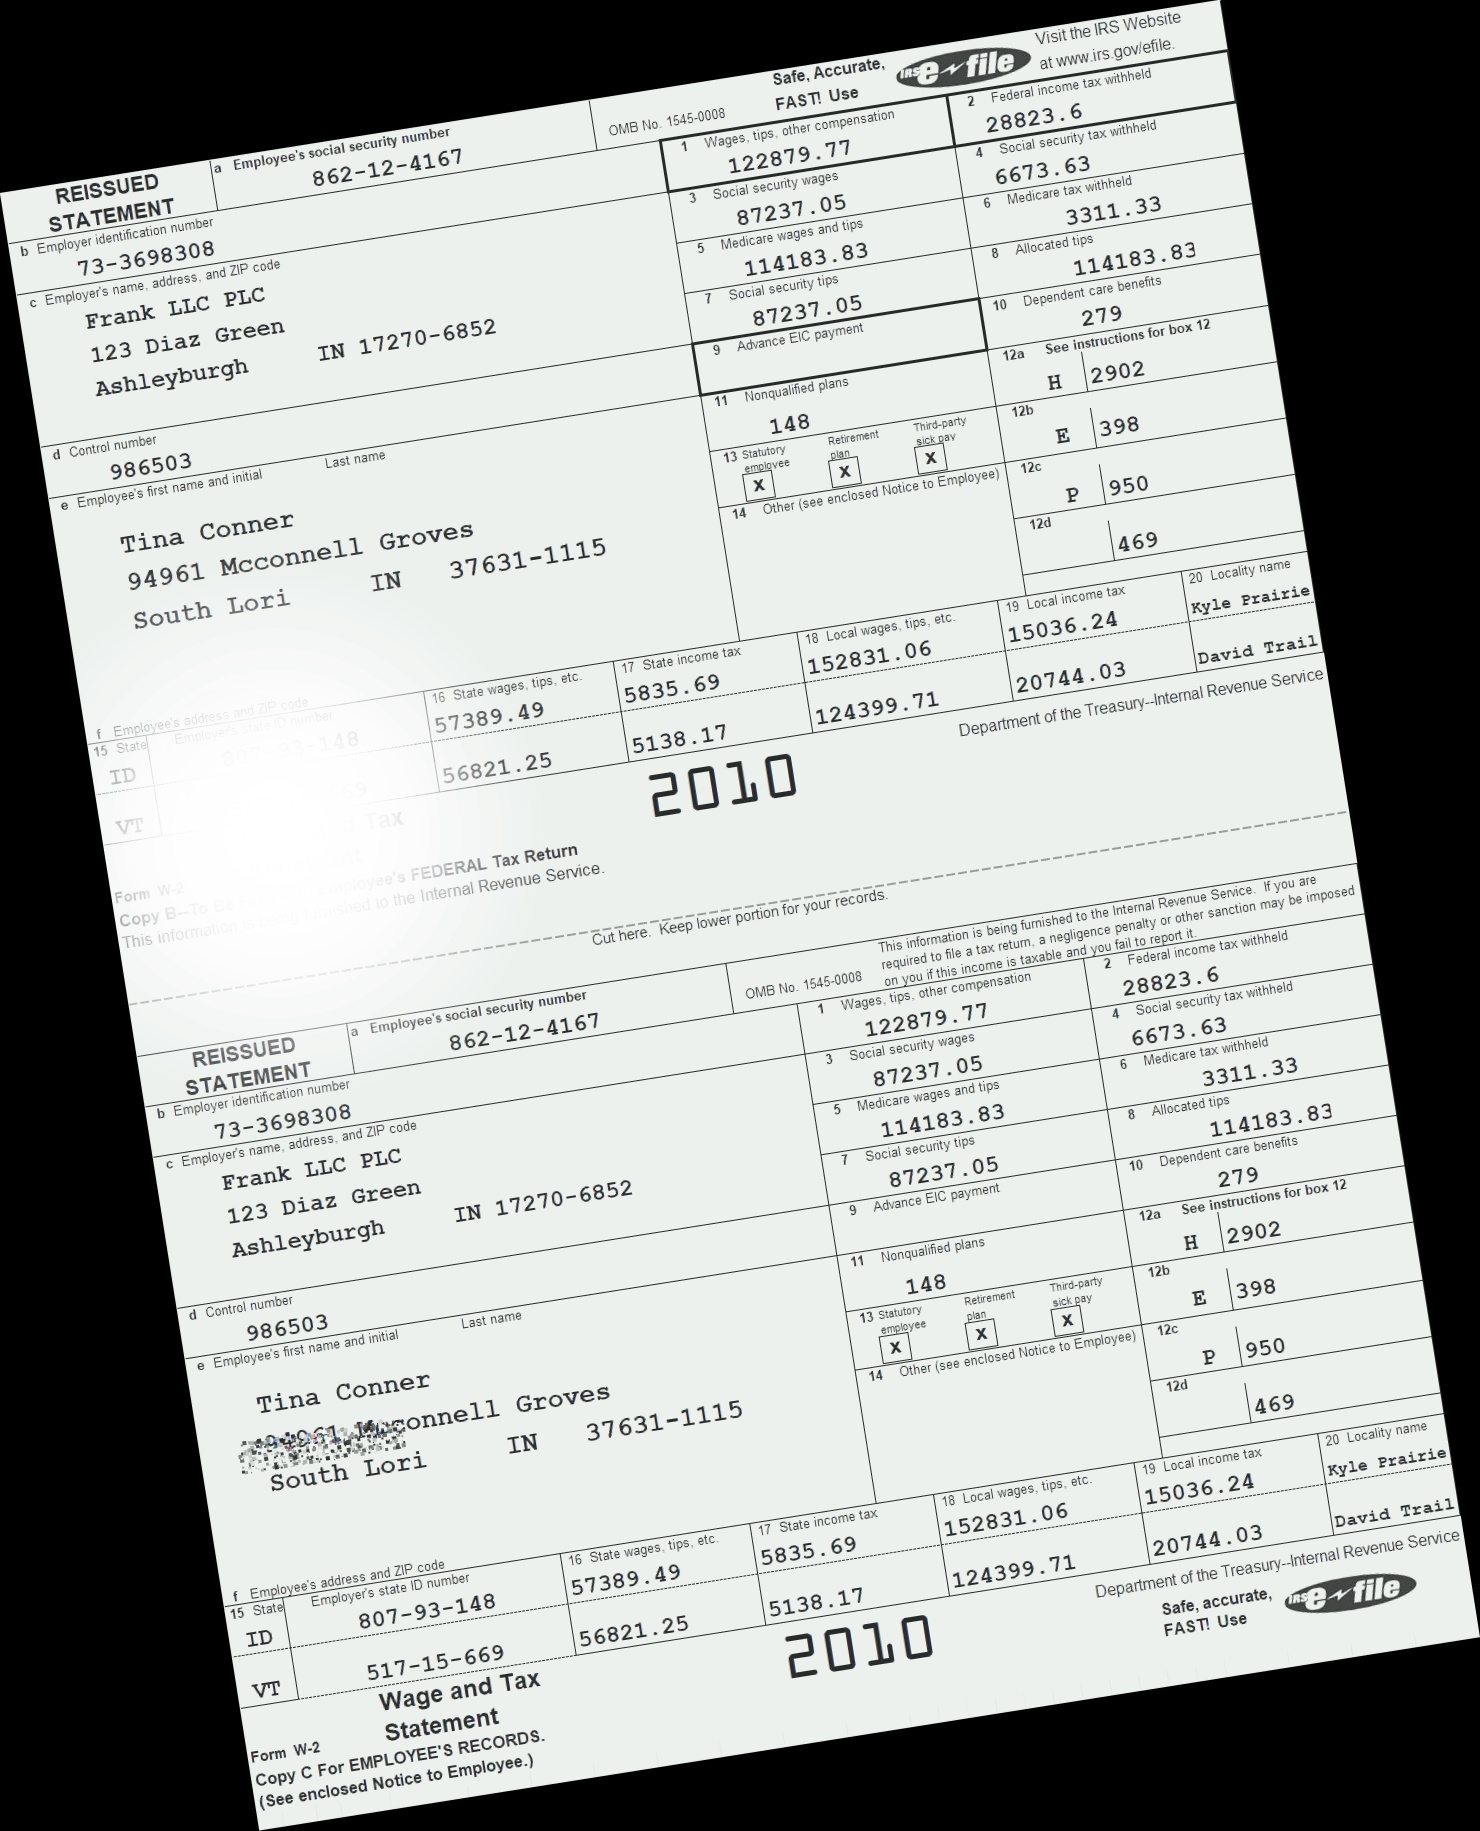 Safe, Accurate, FAST! Use IRS e-file Visit the IRS Website at www.irs.gov/efile.
REISSUED STATEMENT
a Employee's social security number
862-12-4167
OMB No. 1545-0008
1 Wages, tips, other compensation
122879.77
2 Federal income tax withheld
28823.6
b Employer identification number
73-3698308
3 Social security wages
87237.05
4 Social security tax withheld
6673.63
c Employer's name, address, and ZIP code
Frank LLC PLC
123 Diaz Green
Ashleyburgh IN 17270-6852
5 Medicare wages and tips
114183.83
6 Medicare tax withheld
3311.33
7 Social security tips
87237.05
8 Allocated tips
114183.83
9 Advance EIC payment
10 Dependent care benefits
279
d Control number
986503
11 Nonqualified plans
148
12a See instructions for box 12
H 2902
12b
E 398
12c
P 950
12d
469
13 Statutory employee X
Retirement plan X
Third-party sick pay X
14 Other (see enclosed Notice to Employee)
e Employee's first name and initial Last name
Tina Conner
94961 Mcconnell Groves
South Lori IN 37631-1115
f Employee's address and ZIP code
15 State Employer's state ID number
16 State wages, tips, etc.
17 State income tax
18 Local wages, tips, etc.
19 Local income tax
20 Locality name
ID 807-93-148 57389.49 5835.69 152831.06 15036.24 Kyle Prairie
VT 69 56821.25 5138.17 124399.71 20744.03 David Trail
Tax
2010
Department of the Treasury--Internal Revenue Service
Form W-2
Copy B--To Be Employee's FEDERAL Tax Return
This information is being furnished to the Internal Revenue Service.
Cut here. Keep lower portion for your records.
This information is being furnished to the Internal Revenue Service. If you are
required to file a tax return, a negligence penalty or other sanction may be imposed
on you if this income is taxable and you fail to report it.
REISSUED STATEMENT
a Employee's social security number
862-12-4167
OMB No. 1545-0008
1 Wages, tips, other compensation
122879.77
2 Federal income tax withheld
28823.6
b Employer identification number
73-3698308
3 Social security wages
87237.05
4 Social security tax withheld
6673.63
c Employer's name, address, and ZIP code
Frank LLC PLC
123 Diaz Green
Ashleyburgh IN 17270-6852
5 Medicare wages and tips
114183.83
6 Medicare tax withheld
3311.33
7 Social security tips
87237.05
8 Allocated tips
114183.83
9 Advance EIC payment
10 Dependent care benefits
279
d Control number
986503
11 Nonqualified plans
148
12a See instructions for box 12
H 2902
12b
E 398
12c
P 950
12d
469
13 Statutory employee X
Retirement plan X
Third-party sick pay X
14 Other (see enclosed Notice to Employee)
e Employee's first name and initial Last name
Tina Conner
94961 Mcconnell Groves
South Lori IN 37631-1115
f Employee's address and ZIP code
15 State Employer's state ID number
16 State wages, tips, etc.
17 State income tax
18 Local wages, tips, etc.
19 Local income tax
20 Locality name
ID 807-93-148 57389.49 5835.69 152831.06 15036.24 Kyle Prairie
VT 517-15-669 56821.25 5138.17 124399.71 20744.03 David Trail
Wage and Tax
Statement
2010
Department of the Treasury--Internal Revenue Service
Safe, accurate, FAST! Use IRS e-file
Form W-2
Copy C For EMPLOYEE'S RECORDS.
(See enclosed Notice to Employee.)